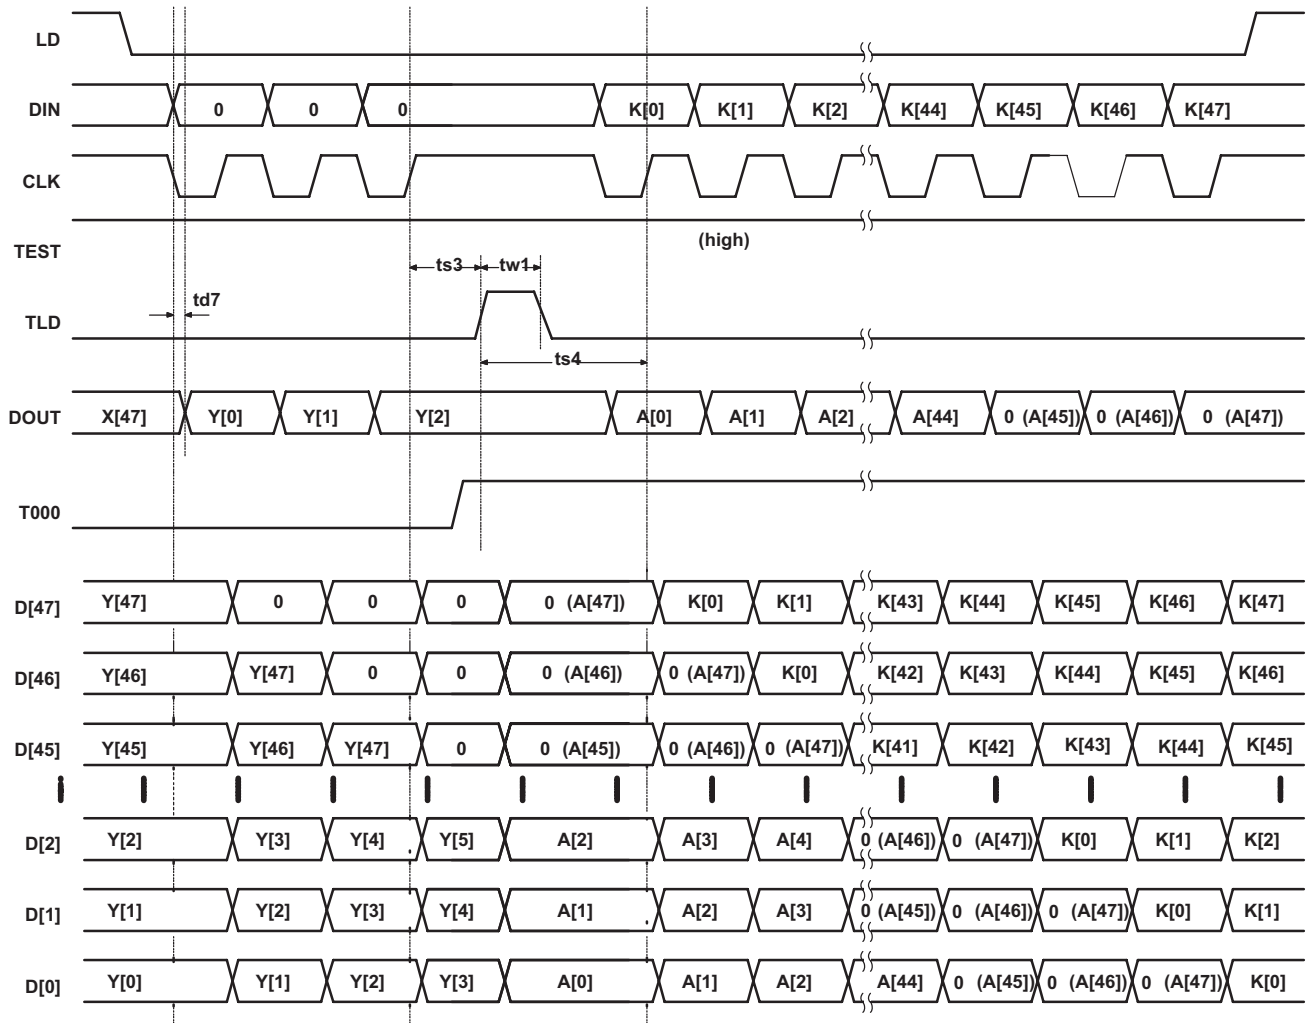 LD
DIN 0 0 0 K[0] K[1] K[2] K[44] K[45] K[46] K[47]
CLK
TEST (high)
ts3 tw1
td7
TLD
ts4
DOUT X[47] Y[0] Y[1] Y[2] A[0] A[1] A[2] A[44] 0 (A[45]) 0 (A[46]) 0 (A[47])
T000
D[47] Y[47] 0 0 0 0 (A[47]) K[0] K[1] K[43] K[44] K[45] K[46] K[47]
D[46] Y[46] Y[47] 0 0 0 (A[46]) 0 (A[47]) K[0] K[42] K[43] K[44] K[45] K[46]
D[45] Y[45] Y[46] Y[47] 0 0 (A[45]) 0 (A[46]) 0 (A[47]) K[41] K[42] K[43] K[44] K[45]
D[2] Y[2] Y[3] Y[4] Y[5] A[2] A[3] A[4] 0 (A[46]) 0 (A[47]) K[0] K[1] K[2]
D[1] Y[1] Y[2] Y[3] Y[4] A[1] A[2] A[3] 0 (A[45]) 0 (A[46]) 0 (A[47]) K[0] K[1]
D[0] Y[0] Y[1] Y[2] Y[3] A[0] A[1] A[2] A[44] 0 (A[45]) 0 (A[46]) 0 (A[47]) K[0]